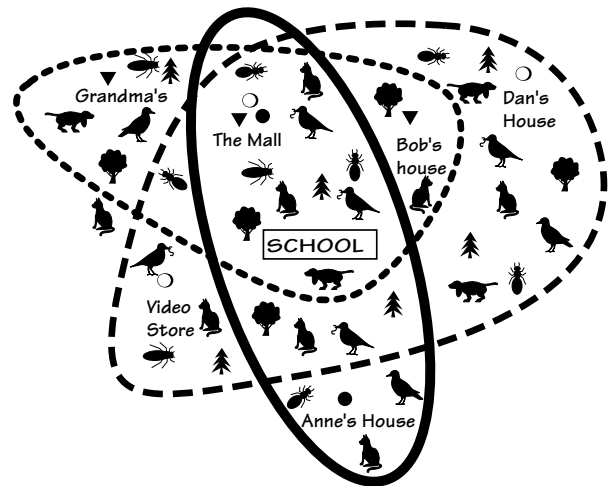 Grandma's
Dan's
House
The Mall
Bob's
house
SCHOOL
Video
Store
Anne's House